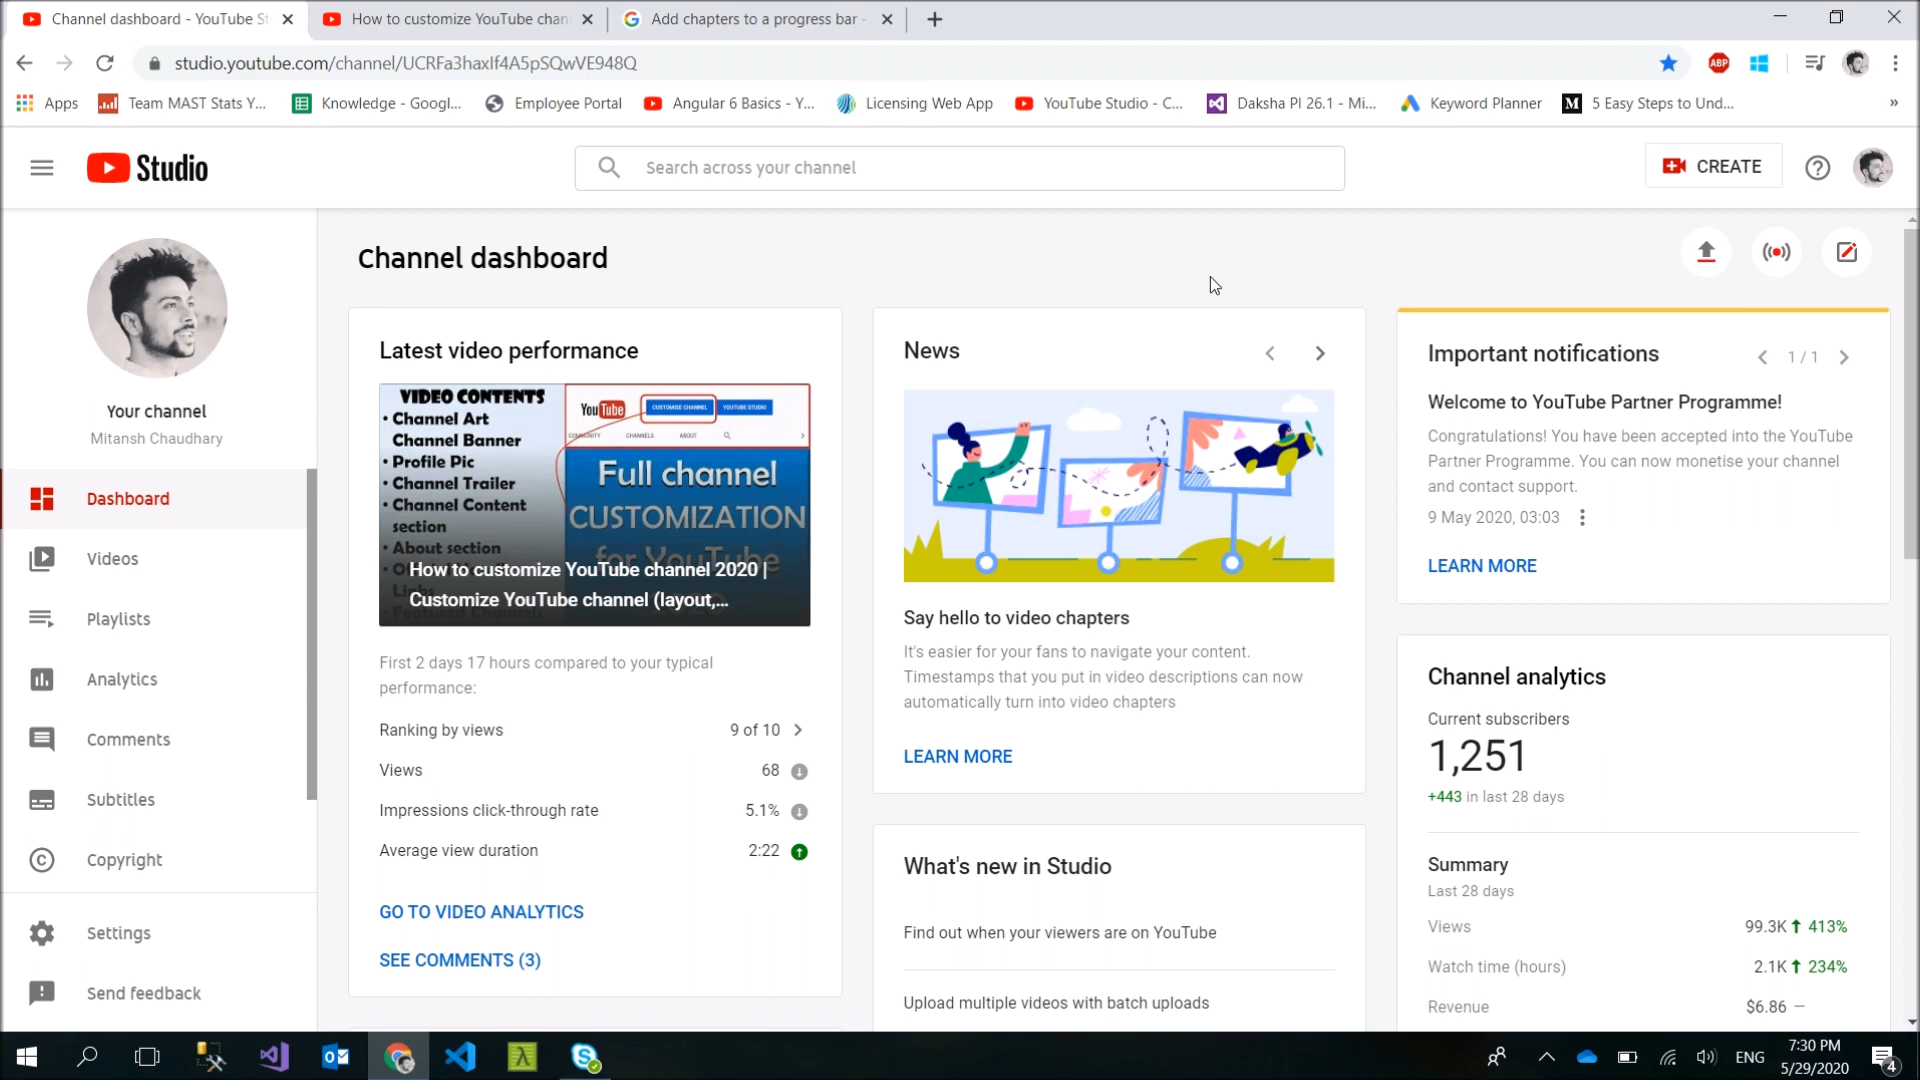 Channel dashboard - YouTube St
How to customize YouTube chan
Add chapters to a progress bar -
studio.youtube.com/channel/UCRFa3haxIf4A5pSQwVE948Q
ABP
Apps
Team MAST Stats Y...
Knowledge - Googl...
Employee Portal
Angular 6 Basics - Y...
Licensing Web App
YouTube Studio - C...
Daksha PI 26.1 - Mi...
Keyword Planner
M
5 Easy Steps to Und...
»
Studio
Search across your channel
CREATE
Your channel
Mitansh Chaudhary
Dashboard
Videos
Playlists
Analytics
Comments
Subtitles
Copyright
Settings
Send feedback
Channel dashboard
Latest video performance
VIDEO CONTENTS
• Channel Art
Channel Banner
• Profile Pic
• Channel Trailer
• Channel Content
section
• About section
YouTube
CUSTOMISE CHANNEL
YOUTUBE STUDIO
COMMUNITY
CHANNELS
ABOUT
Full channel
CUSTOMIZATION
for YouTube
How to customize YouTube channel 2020 |
Customize YouTube channel (layout,...
First 2 days 17 hours compared to your typical
performance:
Ranking by views 9 of 10
Views 68
Impressions click-through rate 5.1%
Average view duration 2:22
GO TO VIDEO ANALYTICS
SEE COMMENTS (3)
News
Say hello to video chapters
It's easier for your fans to navigate your content.
Timestamps that you put in video descriptions can now
automatically turn into video chapters
LEARN MORE
What's new in Studio
Find out when your viewers are on YouTube
Upload multiple videos with batch uploads
Important notifications
1 / 1
Welcome to YouTube Partner Programme!
Congratulations! You have been accepted into the YouTube
Partner Programme. You can now monetise your channel
and contact support.
9 May 2020, 03:03
LEARN MORE
Channel analytics
Current subscribers
1,251
+443 in last 28 days
Summary
Last 28 days
Views 99.3K 413%
Watch time (hours) 2.1K 234%
Revenue $6.86 —
ENG
7:30 PM
5/29/2020
4